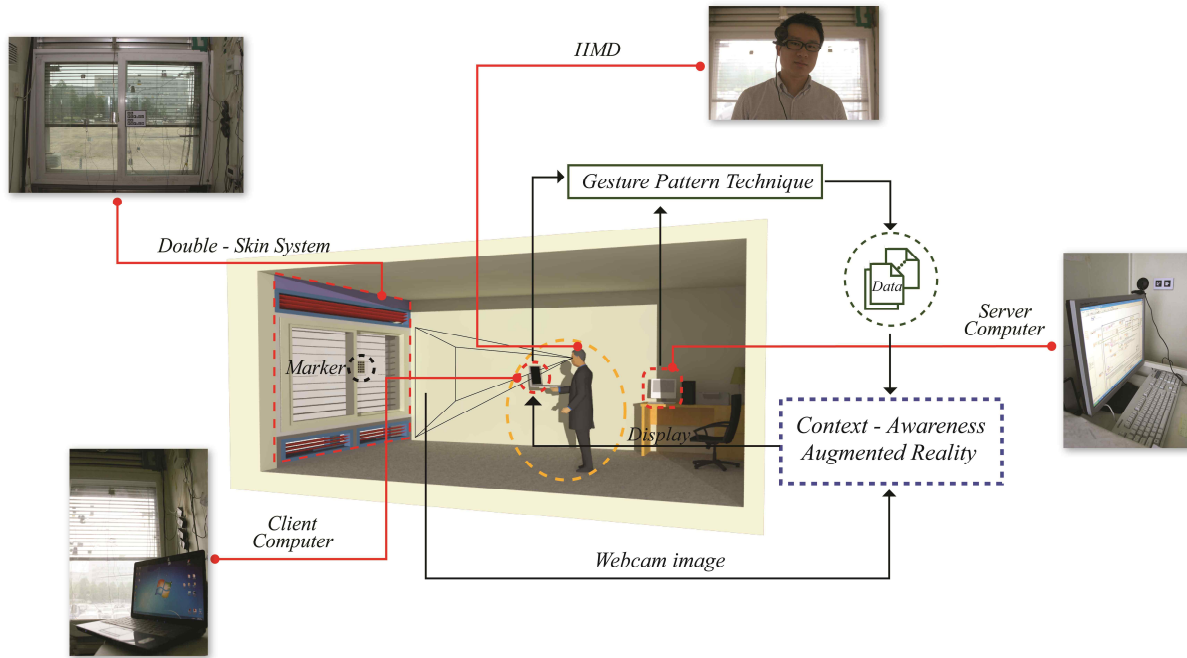 IIMD
Gesture Pattern Technique
Double - Skin System
Data
Server
Computer
Marker
Display
Context - Awareness
Augmented Reality
Client
Computer
Webcam image